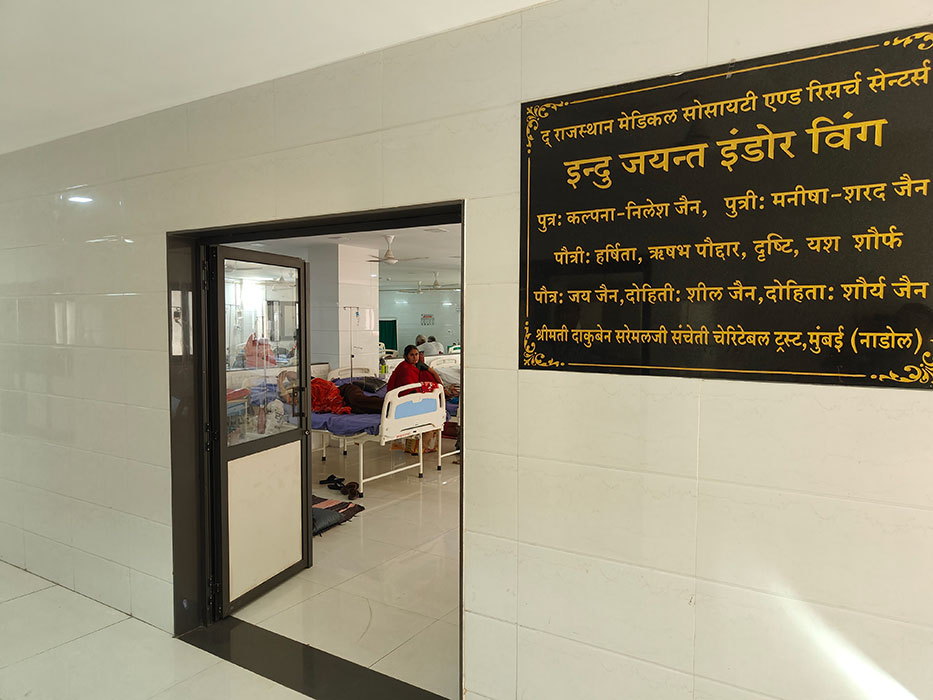 द् राजस्थान मेडिकल सोसायटी एण्ड रिसर्च सेन्टर्स
इन्दु जयन्त इंडोर विंग
पुत्र: कल्पना-निलेश जैन, पुत्री: मनीषा-शरद जैन
पौत्री: हर्षिता, ऋषभ पौद्दार, दृष्टि, यश शौर्फ
पौत्र: जय जैन,दोहिती: शील जैन,दोहिता: शौर्य जैन
श्रीमती दाकुबेन सरेमलजी संचेती चेरिटेबल ट्रस्ट,मुंबई (नाडोल)